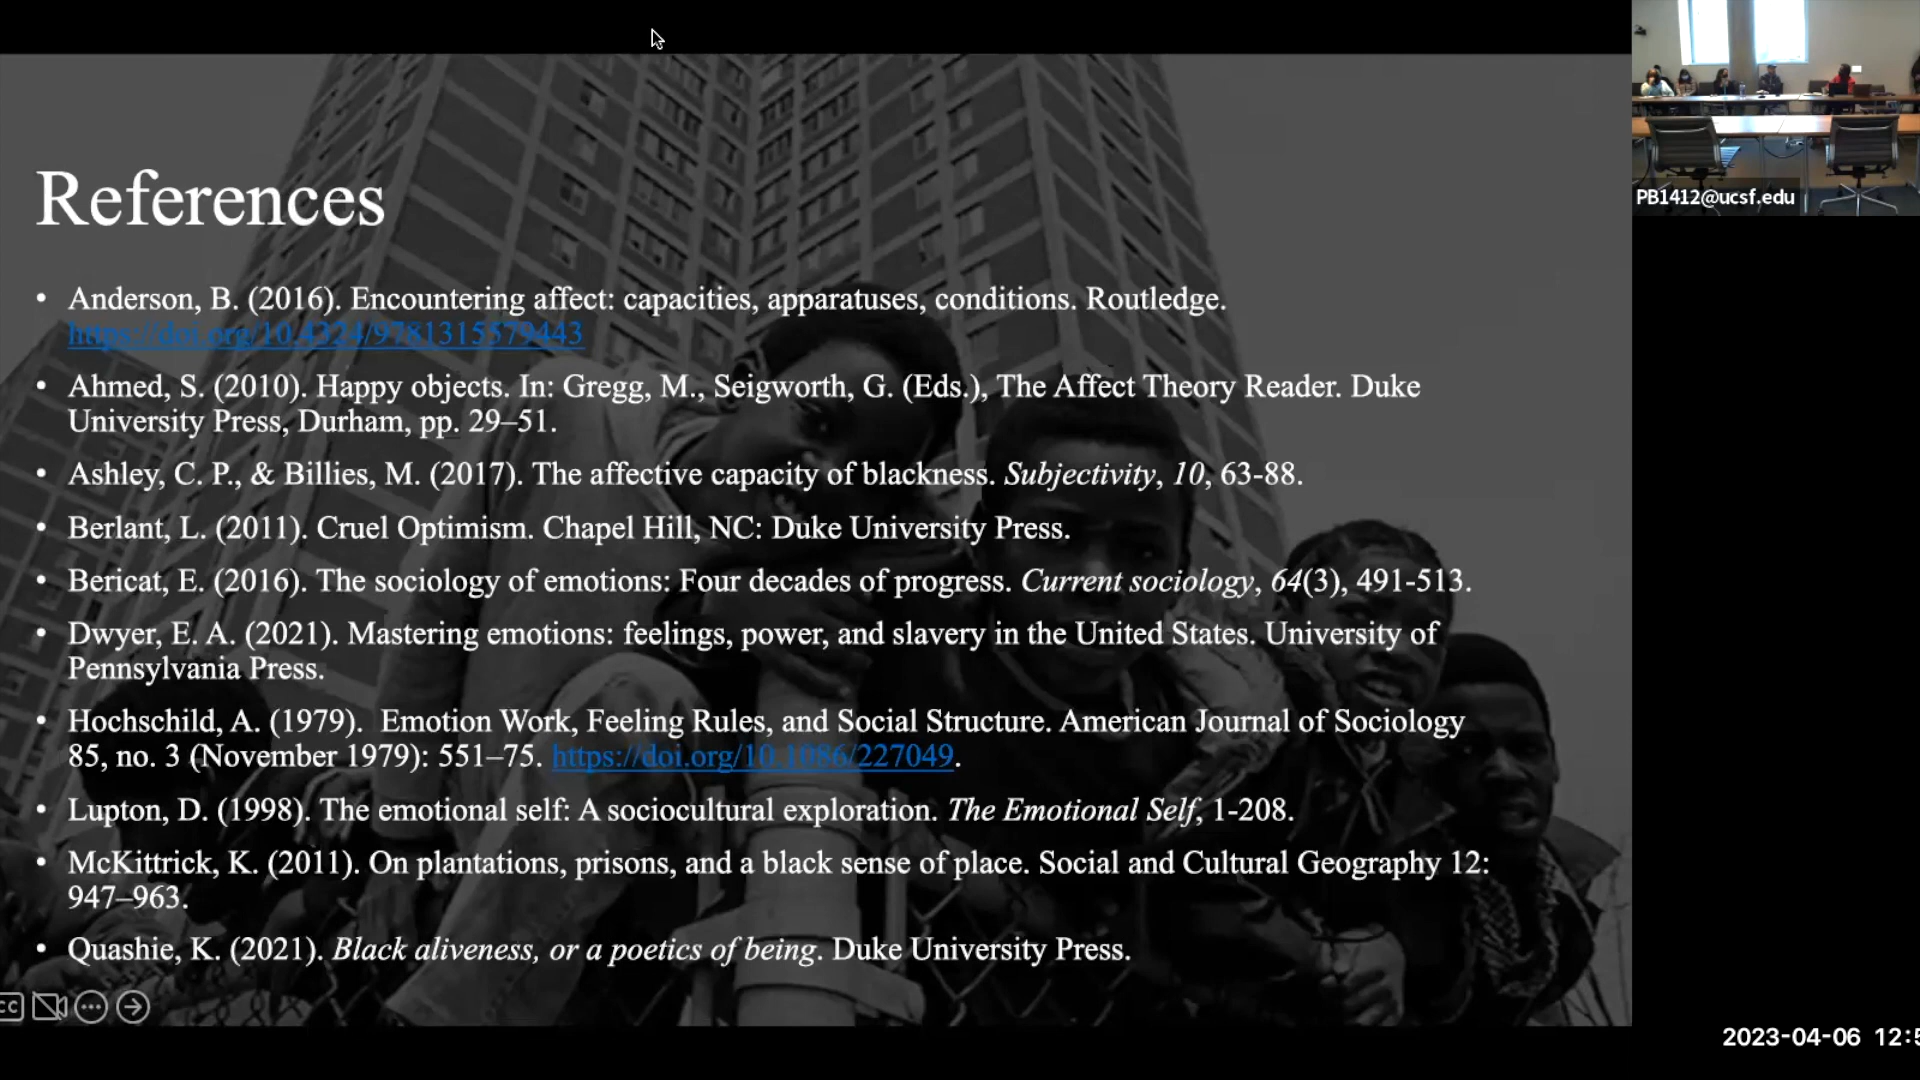 References
• Anderson, B. (2016). Encountering affect: capacities, apparatuses, conditions. Routledge.
https://doi.org/10.4324/9781315579443
• Ahmed, S. (2010). Happy objects. In: Gregg, M., Seigworth, G. (Eds.), The Affect Theory Reader. Duke
University Press, Durham, pp. 29–51.
• Ashley, C. P., & Billies, M. (2017). The affective capacity of blackness. Subjectivity, 10, 63-88.
• Berlant, L. (2011). Cruel Optimism. Chapel Hill, NC: Duke University Press.
• Bericat, E. (2016). The sociology of emotions: Four decades of progress. Current sociology, 64(3), 491-513.
• Dwyer, E. A. (2021). Mastering emotions: feelings, power, and slavery in the United States. University of
Pennsylvania Press.
• Hochschild, A. (1979). Emotion Work, Feeling Rules, and Social Structure. American Journal of Sociology
85, no. 3 (November 1979): 551–75. https://doi.org/10.1086/227049.
• Lupton, D. (1998). The emotional self: A sociocultural exploration. The Emotional Self, 1-208.
• McKittrick, K. (2011). On plantations, prisons, and a black sense of place. Social and Cultural Geography 12:
947–963.
• Quashie, K. (2021). Black aliveness, or a poetics of being. Duke University Press.
PB1412@ucsf.edu
2023-04-06 12:5